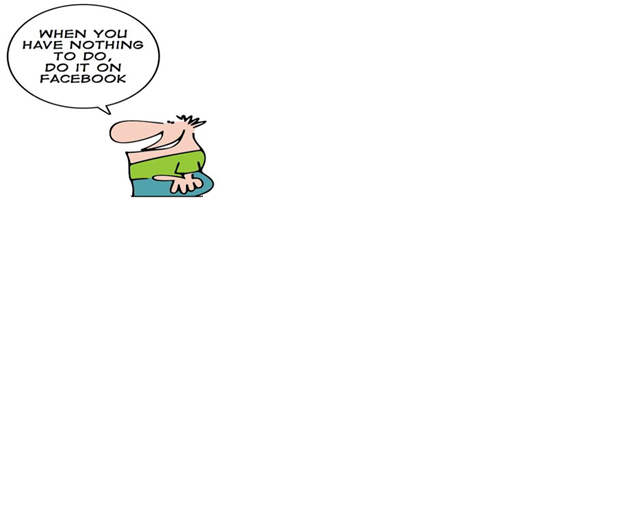 WHEN YOU
HAVE NOTHING
TO DO,
DO IT ON
FACEBOOK